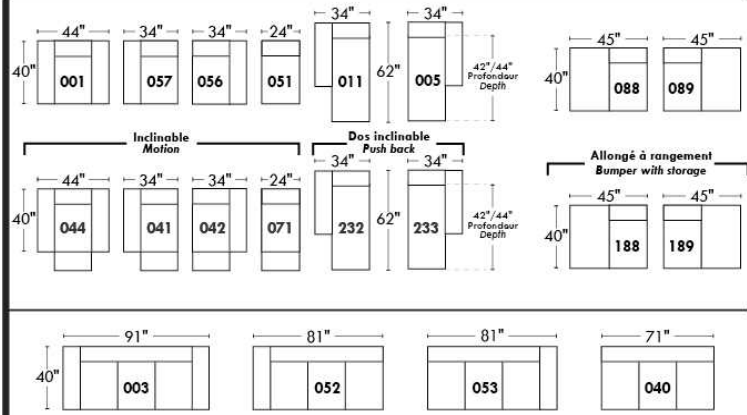 34" 34"
44" 34" 34" 24" 45" 45"
40" 001 057 056 051 011 62" 005 42"/44" Profondeur Depth 40" 088 089
Inclinable
Motion
Dos inclinable
Push back
Allongé à rangement
Bumper with storage
34" 34"
44" 34" 34" 24" 45" 45"
40" 044 041 042 071 232 62" 233 42"/44" Profondeur Depth 40" 188 189
91" 81" 81" 71"
40" 003 052 053 040